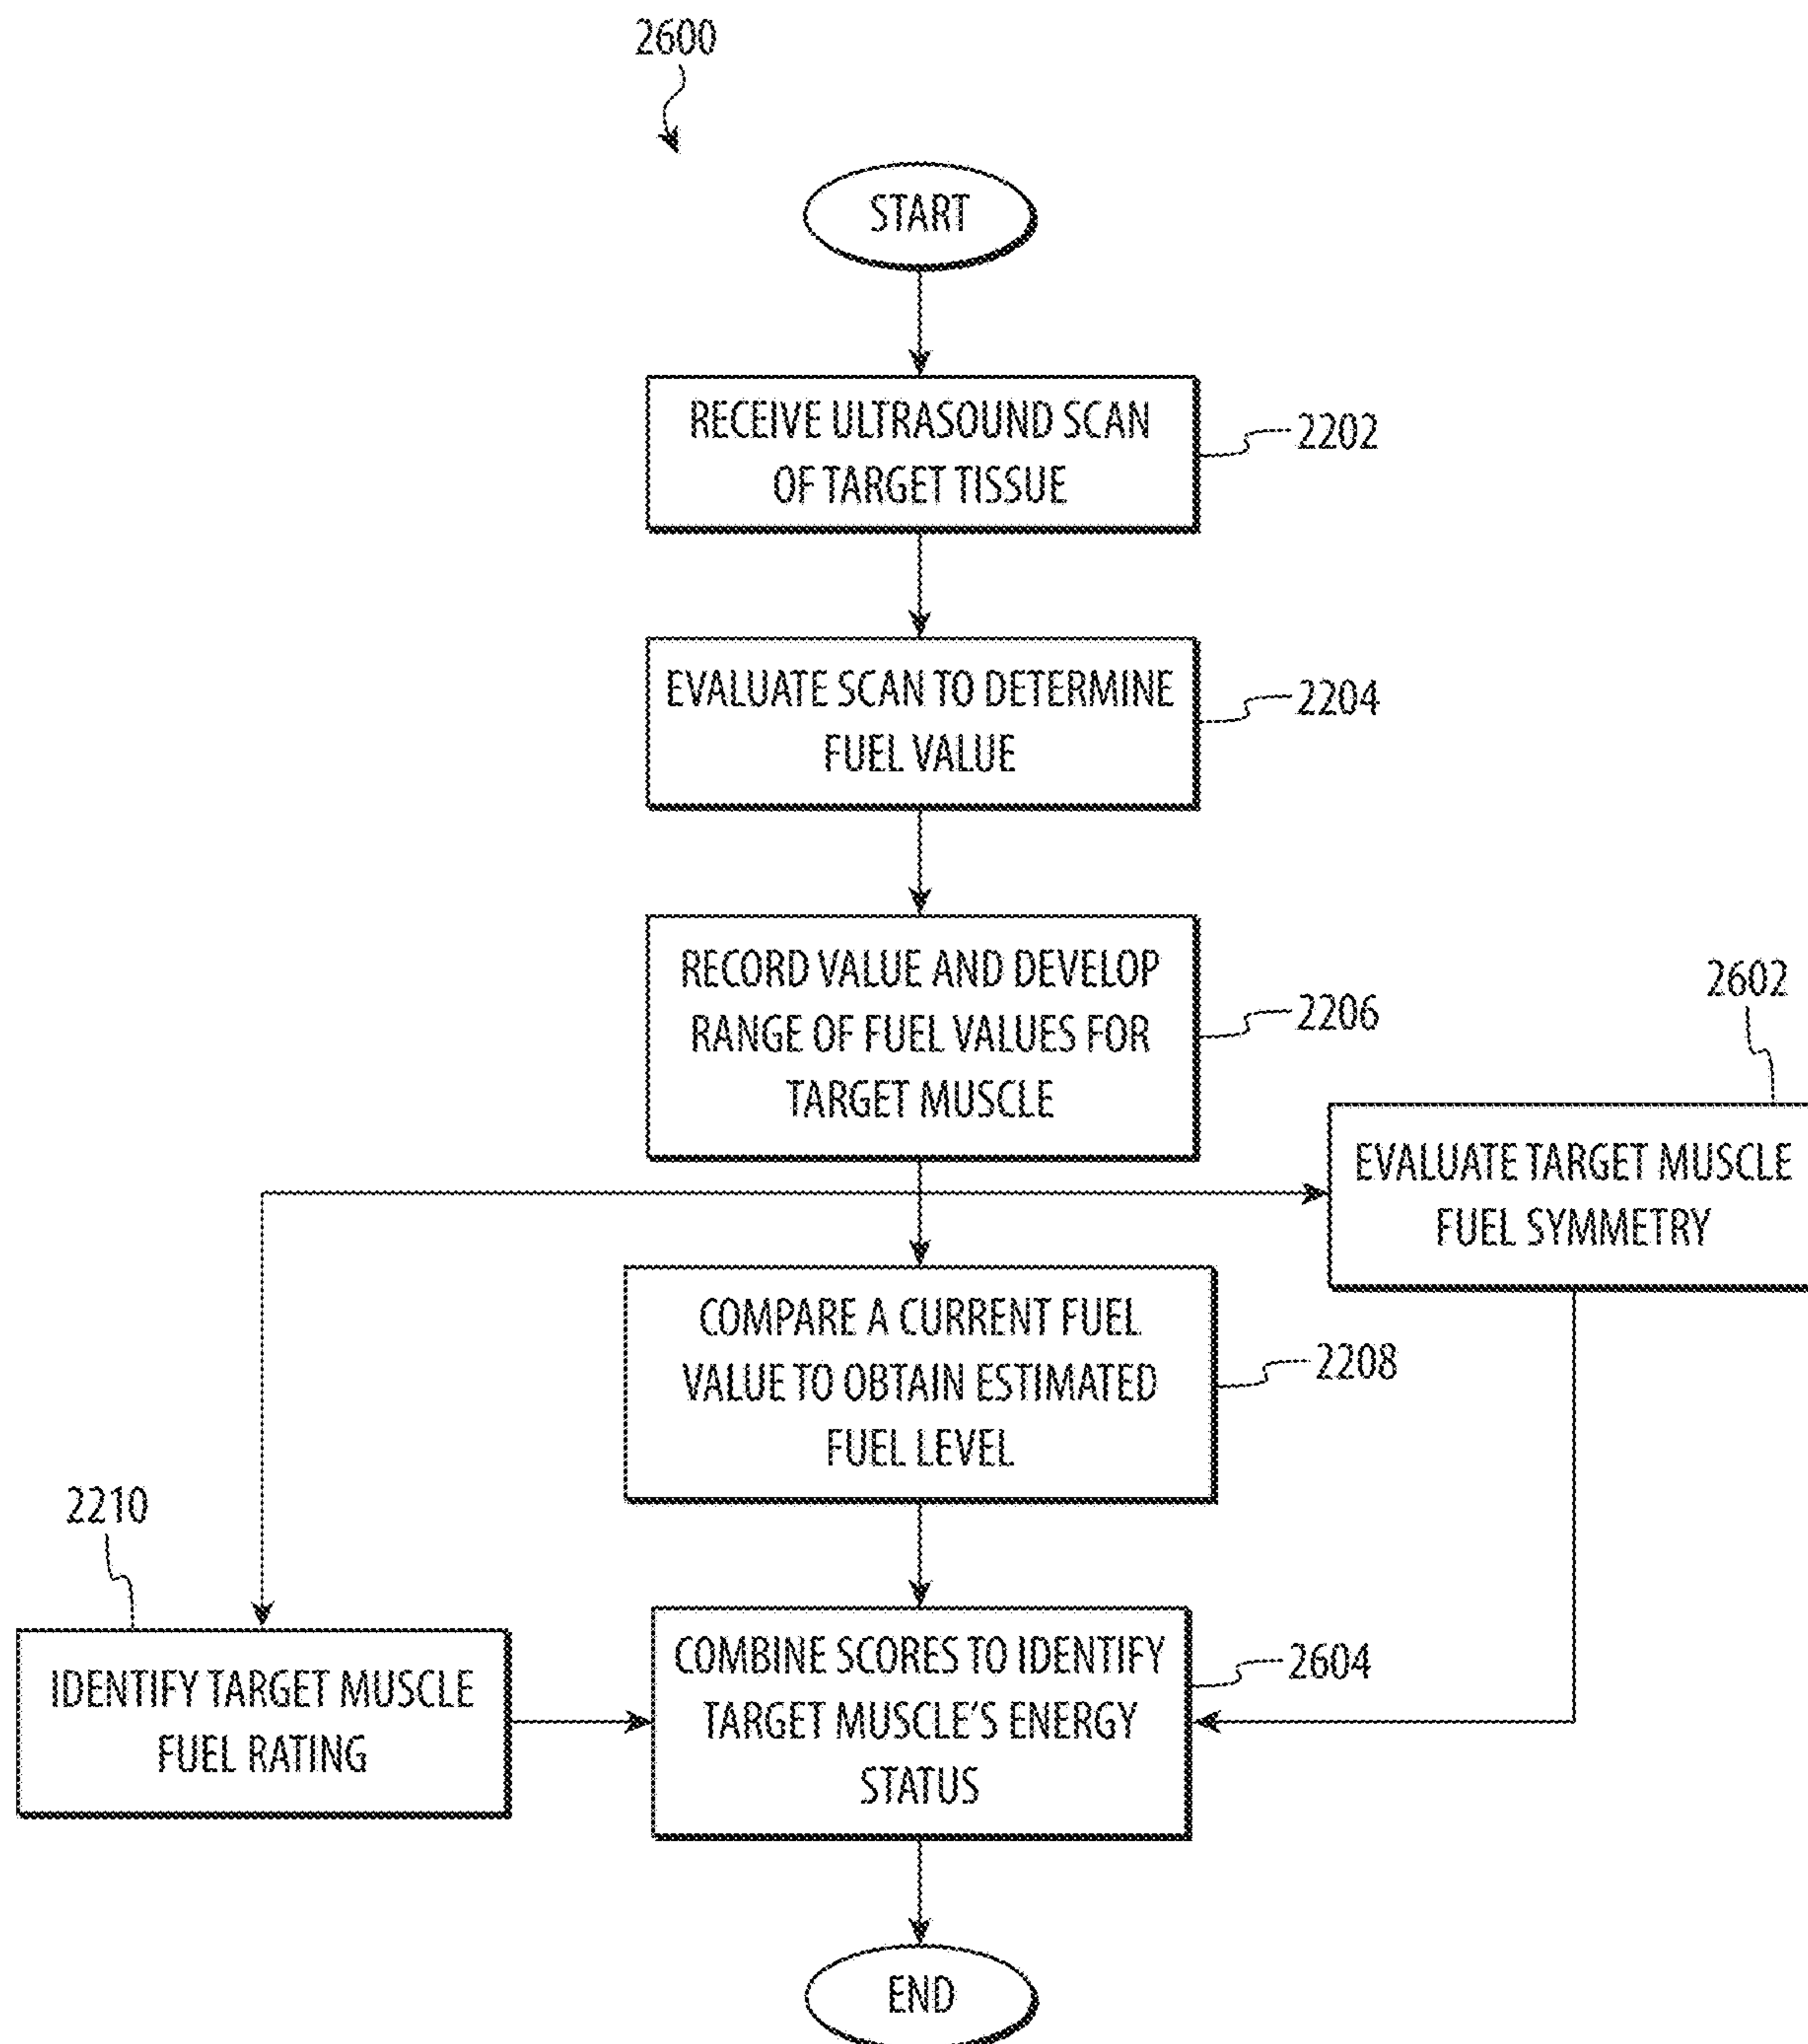 2600
START
RECEIVE ULTRASOUND SCAN
OF TARGET TISSUE
2202
EVALUATE SCAN TO DETERMINE
FUEL VALUE
2204
RECORD VALUE AND DEVELOP
RANGE OF FUEL VALUES FOR
TARGET MUSCLE
2206
2602
EVALUATE TARGET MUSCLE
FUEL SYMMETRY
COMPARE A CURRENT FUEL
VALUE TO OBTAIN ESTIMATED
FUEL LEVEL
2208
2210
IDENTIFY TARGET MUSCLE
FUEL RATING
COMBINE SCORES TO IDENTIFY
TARGET MUSCLE'S ENERGY
STATUS
2604
END